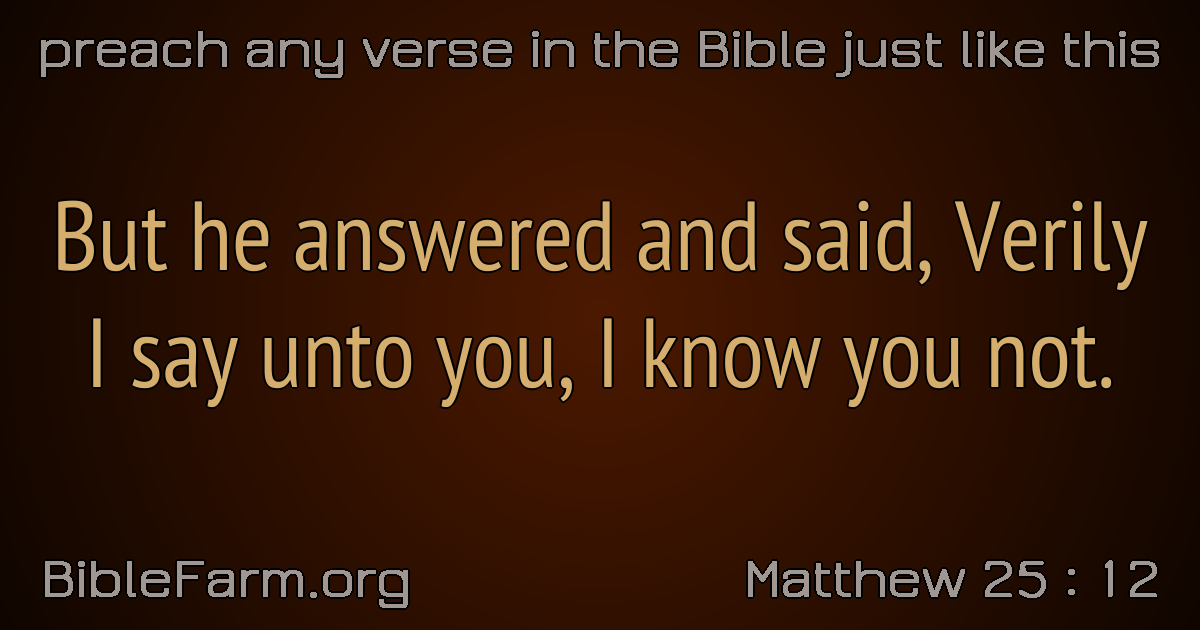 preach any verse in the Bible just like this
But he answered and said, Verily
I say unto you, I know you not.
BibleFarm.org
Matthew 25 : 12